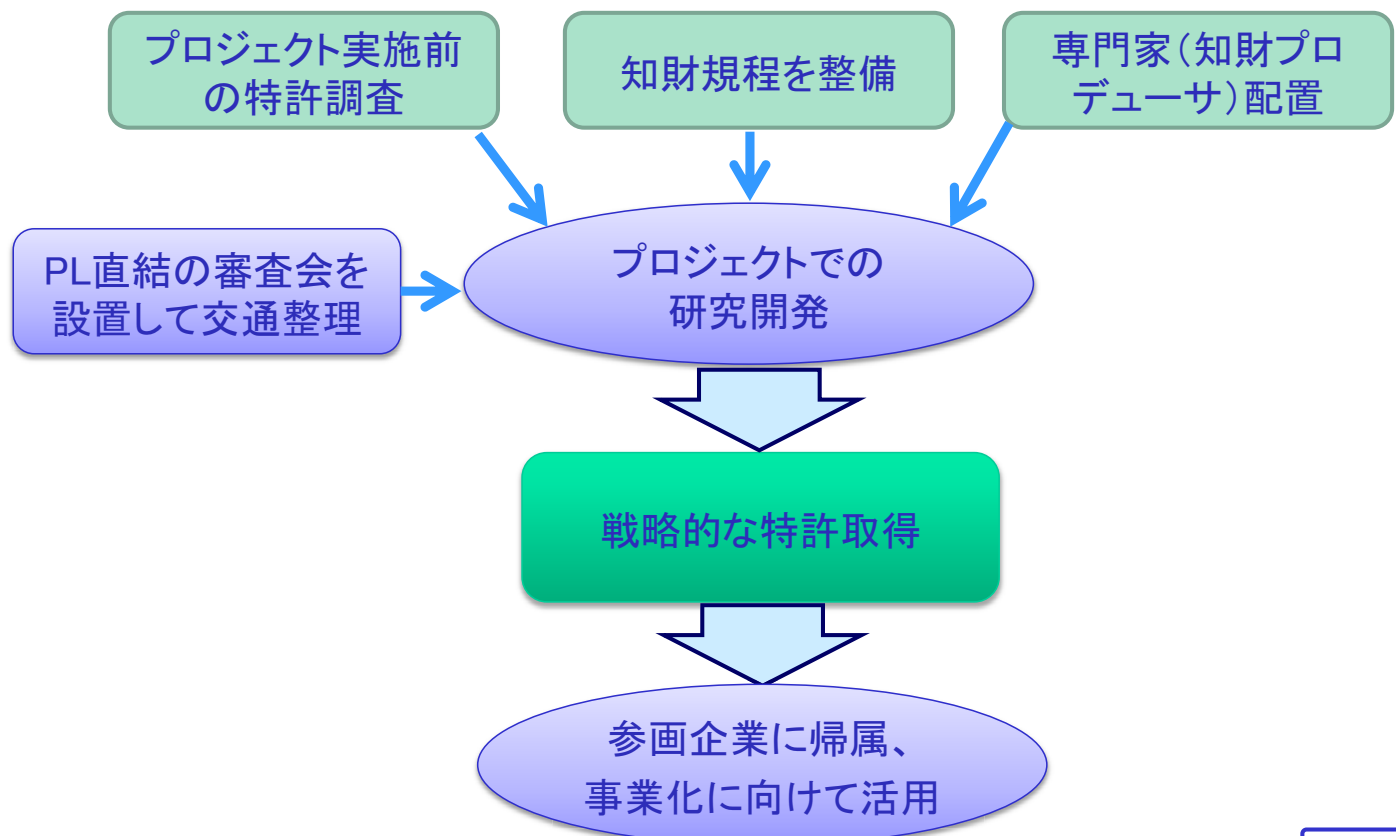 プロジェクト実施前
の特許調査
知財規程を整備
専門家(知財プロ
デューサ)配置
PL直結の審査会を
設置して交通整理
プロジェクトでの
研究開発
戦略的な特許取得
参画企業に帰属、
事業化に向けて活用